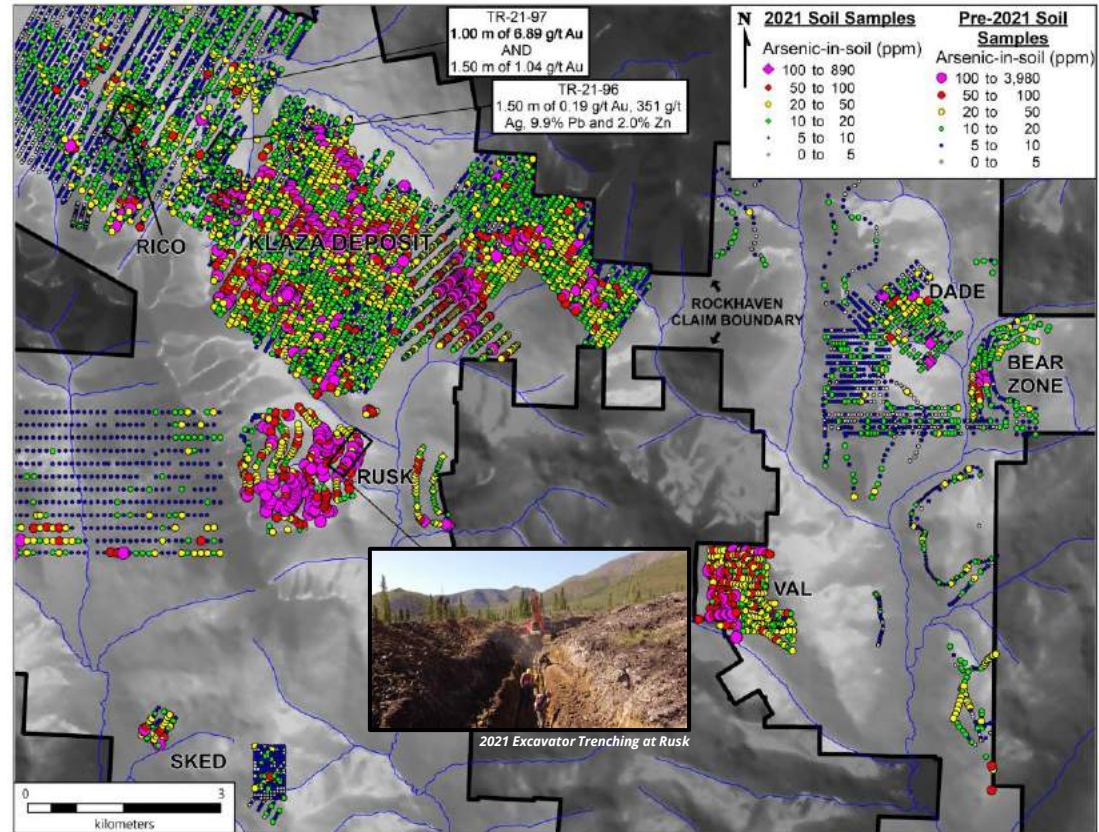 TR-21-97
1.00 m of 6.89 g/t Au
AND
1.50 m of 1.04 g/t Au
TR-21-96
1.50 m of 0.19 g/t Au, 351 g/t
Ag, 9.9% Pb and 2.0% Zn
N
2021 Soil Samples
Arsenic-in-soil (ppm)
100 to 890
50 to 100
20 to 50
10 to 20
5 to 10
0 to 5
Pre-2021 Soil
Samples
Arsenic-in-soil (ppm)
100 to 3,980
50 to 100
20 to 50
10 to 20
5 to 10
0 to 5
RICO
KLAZA DEPOSIT
ROCKHAVEN
CLAIM BOUNDARY
DADE
BEAR
ZONE
RUSK
VAL
2021 Excavator Trenching at Rusk
SKED
0 3
kilometers